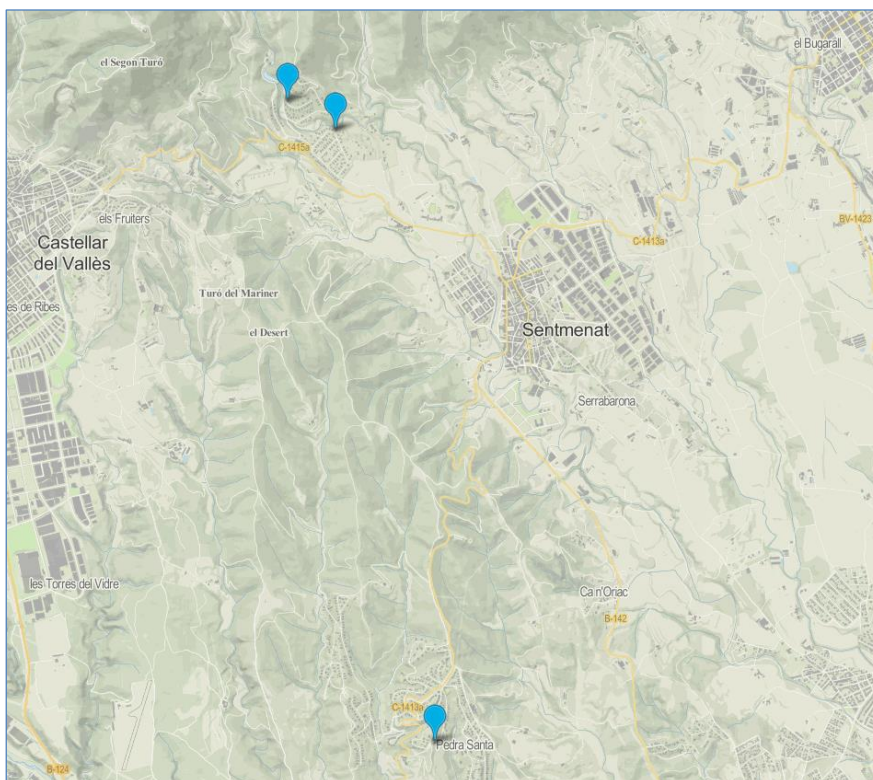 el Bugarall
el Segon Turó
C-1415a
els Fruiters
BV-1423
C-1413a
Castellar
del Vallès
Turó del Mariner
es de Ribes
el Desert
Sentmenat
Serrabarona
les Torres del Vidre
Ca n'Oriac
B-142
C-1413a
Pedra Santa
B-124